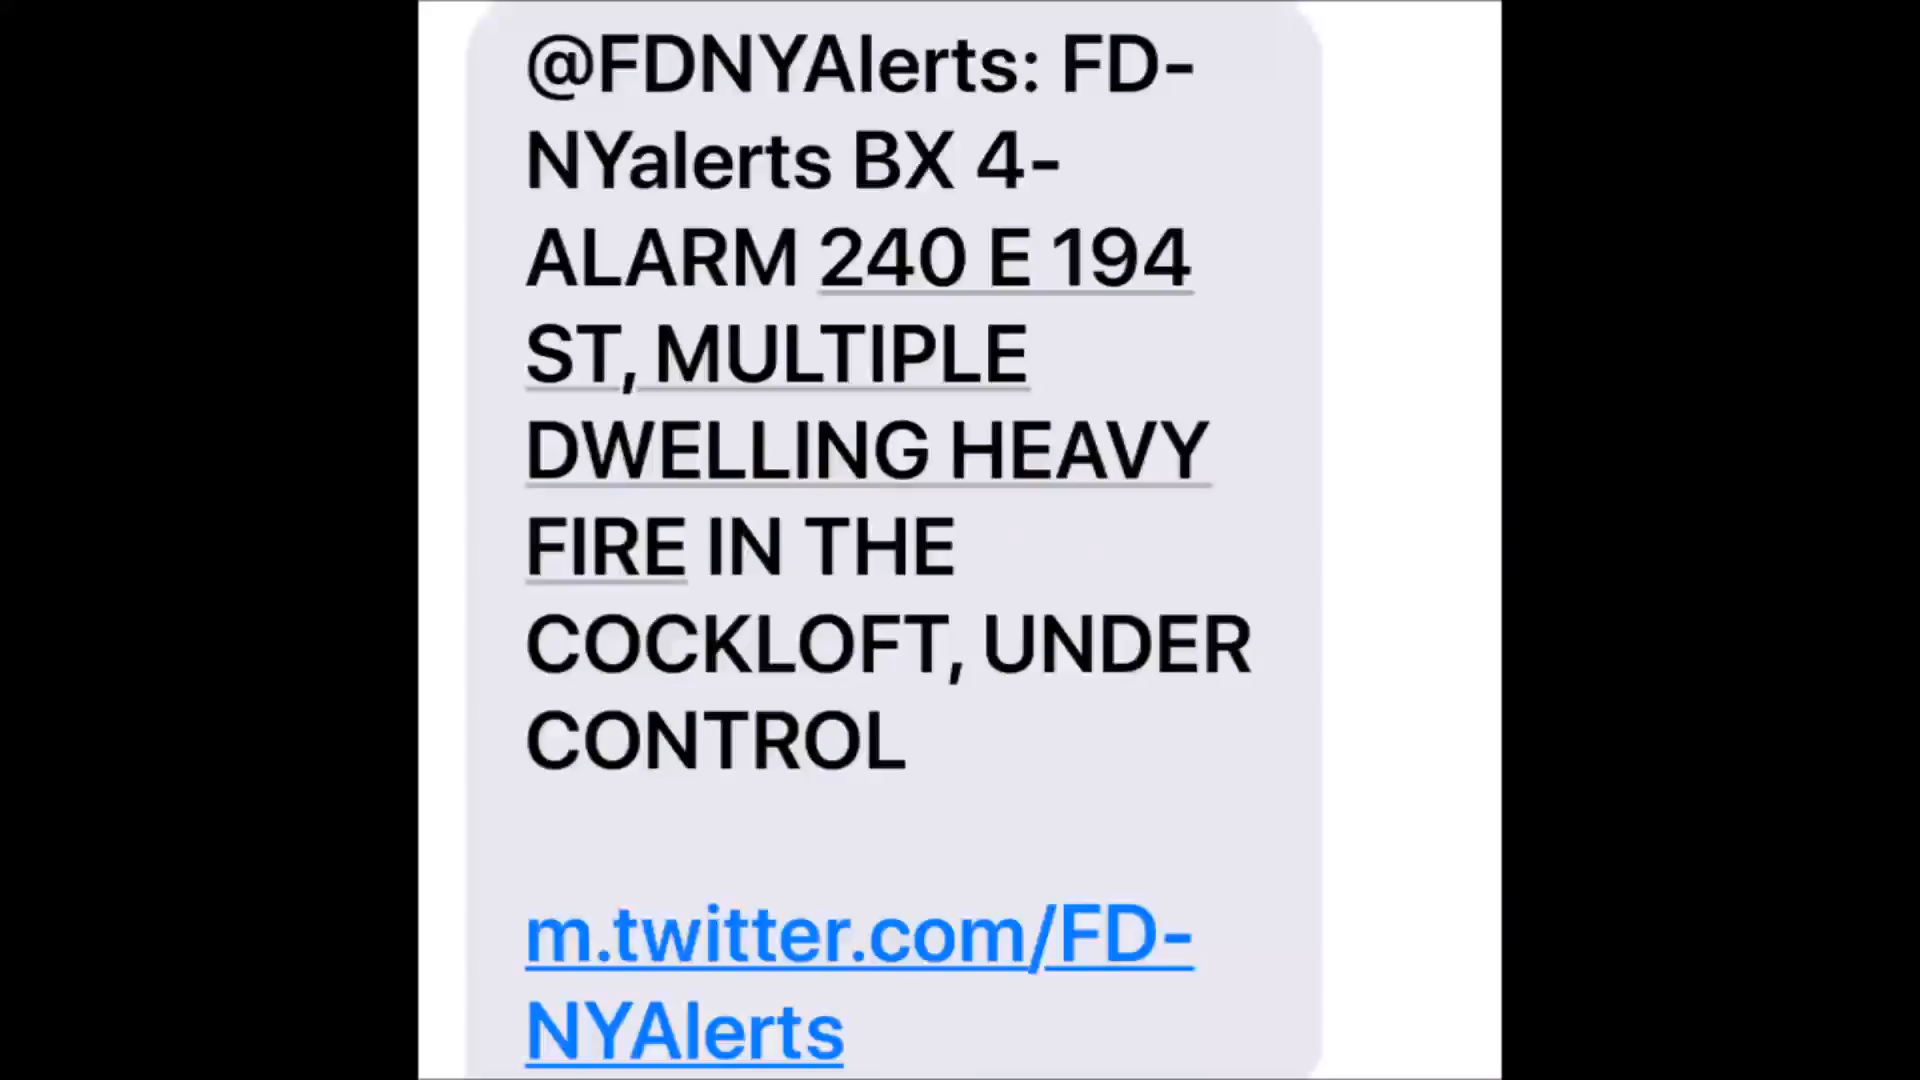 @FDNYAlerts: FD-
NYalerts BX 4-
ALARM 240 E 194
ST, MULTIPLE
DWELLING HEAVY
FIRE IN THE
COCKLOFT, UNDER
CONTROL
m.twitter.com/FD-
NYAlerts